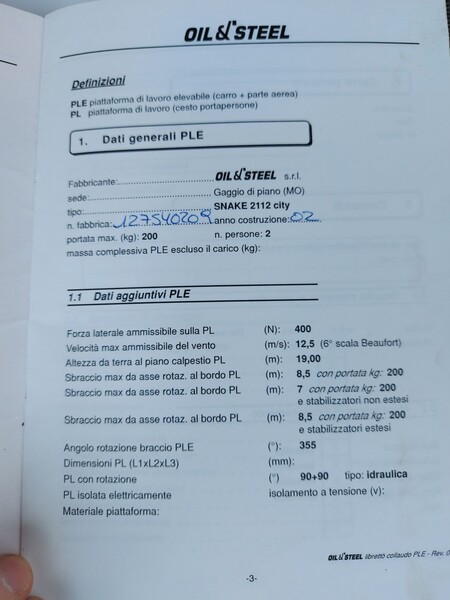 OIL & STEEL
Definizioni
PLE piattaforma di lavoro elevabile (carro + parte aerea)
PL piattaforma di lavoro (cesto portapersone)
1. Dati generali PLE
Fabbricante: OIL & STEEL s.r.l.
sede: Gaggio di piano (MO)
tipo: SNAKE 2112 city
n. fabbrica: 127540209 anno costruzione: 02
portata max. (kg): 200 n. persone: 2
massa complessiva PLE escluso il carico (kg):
1.1 Dati aggiuntivi PLE
Forza laterale ammissibile sulla PL (N): 400
Velocità max ammissibile del vento (m/s): 12,5 (6° scala Beaufort)
Altezza da terra al piano calpestio PL (m): 19,00
Sbraccio max da asse rotaz. al bordo PL (m): 8,5 con portata kg: 200
Sbraccio max da asse rotaz. al bordo PL (m): 7 con portata kg: 200
e stabilizzatori non estesi
Sbraccio max da asse rotaz. al bordo PL (m): 8,5 con portata kg: 200
e stabilizzatori estesi
Angolo rotazione braccio PLE (°): 355
Dimensioni PL (L1xL2xL3) (mm):
PL con rotazione (°) 90+90 tipo: idraulica
PL isolata elettricamente isolamento a tensione (v):
Materiale piattaforma:
OIL & STEEL libretto collaudo PLE - Rev. 0
-3-